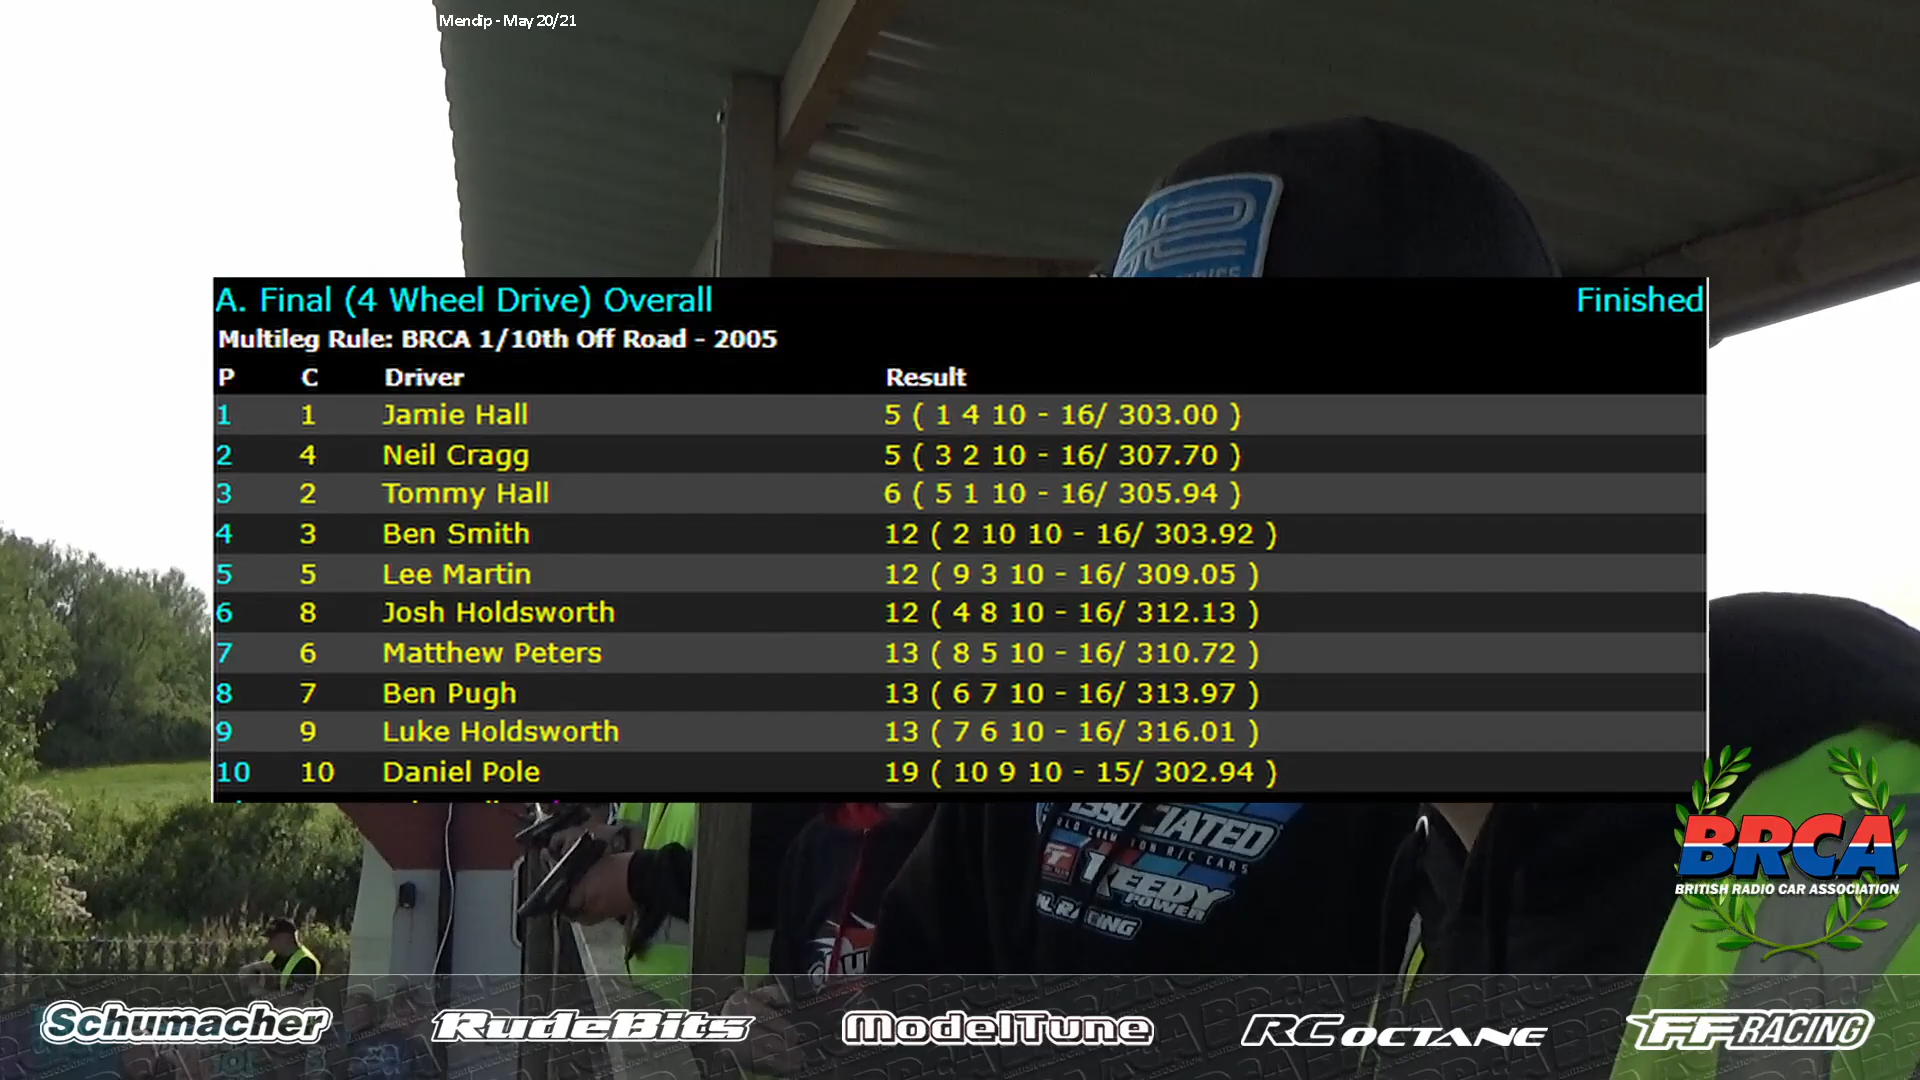 Mendip - May 20/21
A. Final (4 Wheel Drive) Overall Finished
Multileg Rule: BRCA 1/10th Off Road - 2005
P C Driver Result
1 1 Jamie Hall 5 ( 1 4 10 - 16/ 303.00 )
2 4 Neil Cragg 5 ( 3 2 10 - 16/ 307.70 )
3 2 Tommy Hall 6 ( 5 1 10 - 16/ 305.94 )
4 3 Ben Smith 12 ( 2 10 10 - 16/ 303.92 )
5 5 Lee Martin 12 ( 9 3 10 - 16/ 309.05 )
6 8 Josh Holdsworth 12 ( 4 8 10 - 16/ 312.13 )
7 6 Matthew Peters 13 ( 8 5 10 - 16/ 310.72 )
8 7 Ben Pugh 13 ( 6 7 10 - 16/ 313.97 )
9 9 Luke Holdsworth 13 ( 7 6 10 - 16/ 316.01 )
10 10 Daniel Pole 19 ( 10 9 10 - 15/ 302.94 )
R/C CARS
REEDY
POWER
BRCA
BRITISH RADIO CAR ASSOCIATION
Schumacher RudeBits ModelTune RC OCTANE FF RACING